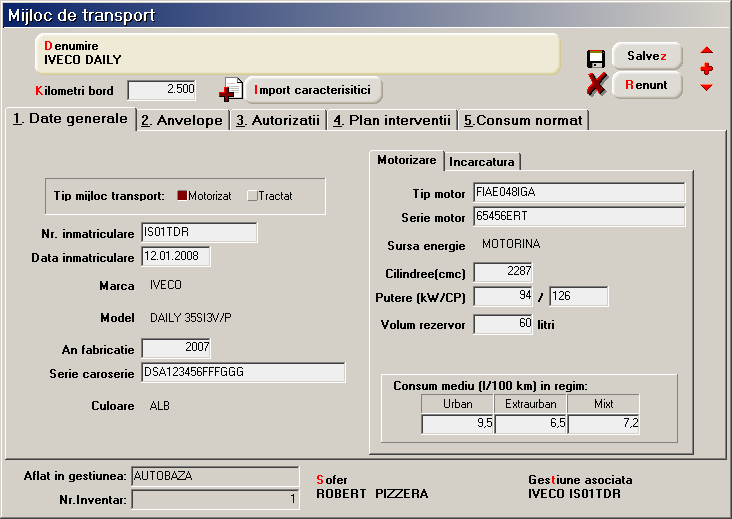 Mijloc de transport
Denumire
IVECO DAILY
Salvez
Renunt
Kilometri bord 2.500
Import caracterisitici
1. Date generale 2. Anvelope 3. Autorizatii 4. Plan interventii 5.Consum normat
Tip mijloc transport: Motorizat Tractat
Nr. inmatriculare IS01TDR
Data inmatriculare 12.01.2008
Marca IVECO
Model DAILY 35SI3V/P
An fabricatie 2007
Serie caroserie DSA123456FFFGGG
Culoare ALB
Motorizare Incarcatura
Tip motor FIAE048IGA
Serie motor 65456ERT
Sursa energie MOTORINA
Cilindree(cmc) 2287
Putere (kW/CP) 94 / 126
Volum rezervor 60 litri
Consum mediu (l/100 km) in regim:
Urban Extraurban Mixt
9,5 6,5 7,2
Aflat in gestiunea: AUTOBAZA
Nr.Inventar: 1
Sofer
ROBERT PIZZERA
Gestiune asociata
IVECO IS01TDR